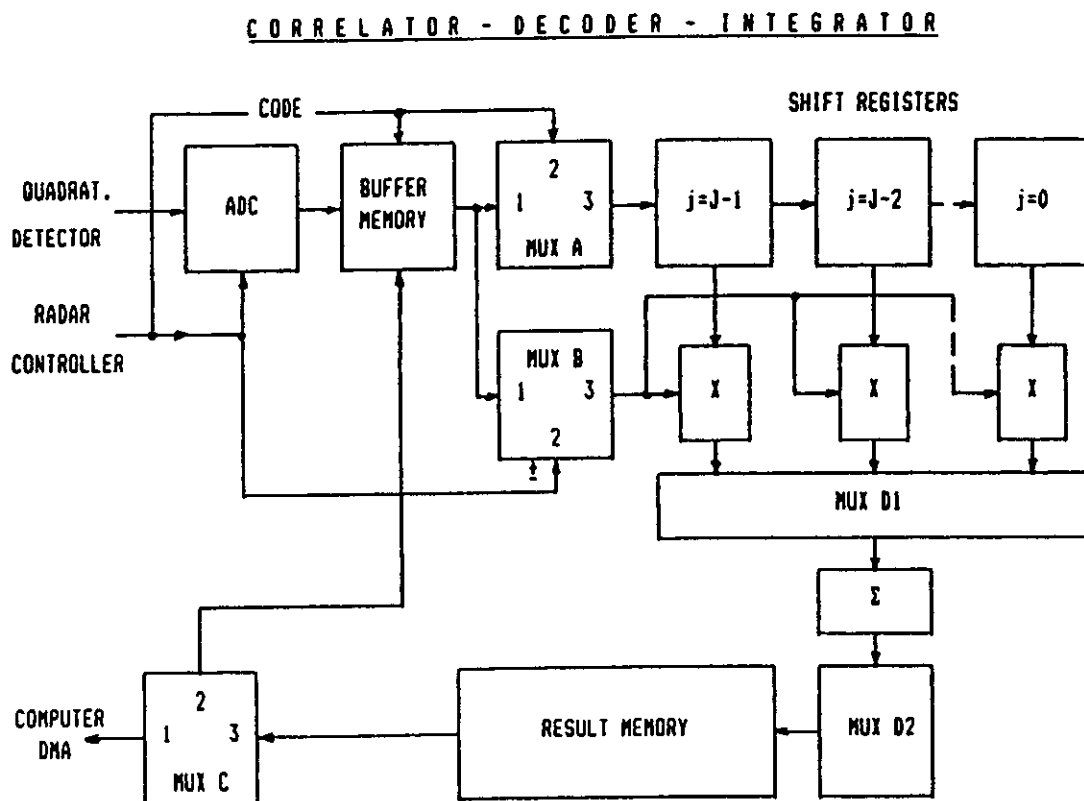 CORRELATOR - DECODER - INTEGRATOR
CODE
SHIFT REGISTERS
QUADRAT.
DETECTOR
ADC
BUFFER
MEMORY
2
1 3
MUX A
j=J-1
j=J-2
j=0
RADAR
CONTROLLER
MUX B
1 3
2
±
X
X
X
MUX D1
Σ
2
1 3
MUX C
COMPUTER
DMA
RESULT MEMORY
MUX D2